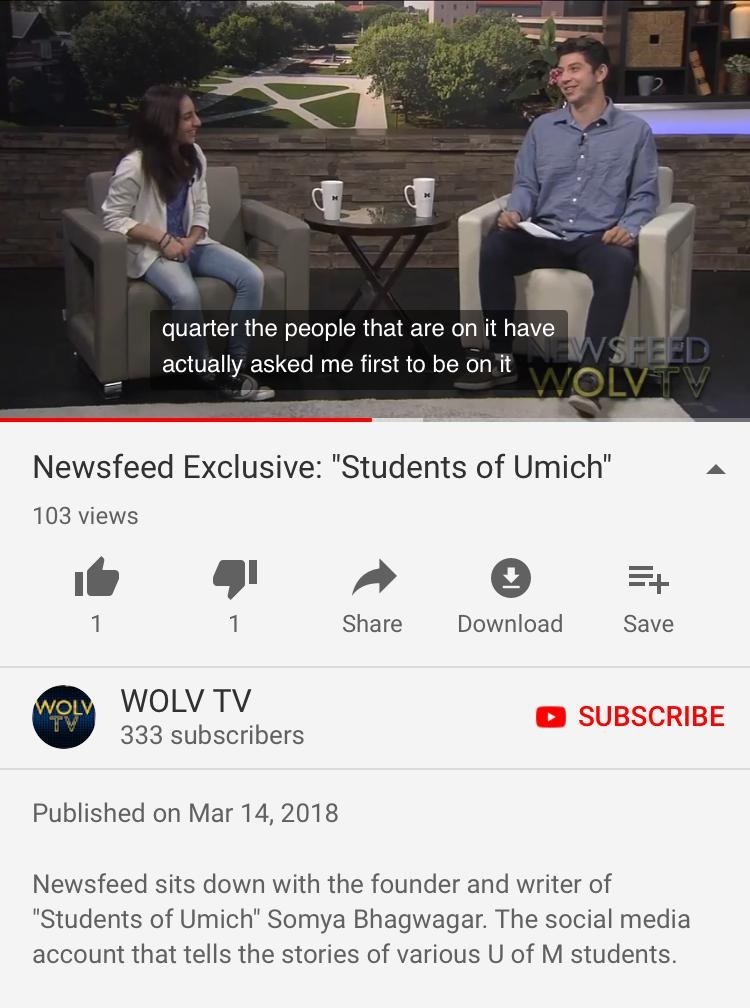 quarter the people that are on it have
actually asked me first to be on it
NEWSFEED
WOLVTV
Newsfeed Exclusive: "Students of Umich"
103 views
1
1
Share
Download
Save
WOLV
TV
WOLV TV
333 subscribers
SUBSCRIBE
Published on Mar 14, 2018
Newsfeed sits down with the founder and writer of
"Students of Umich" Somya Bhagwagar. The social media
account that tells the stories of various U of M students.